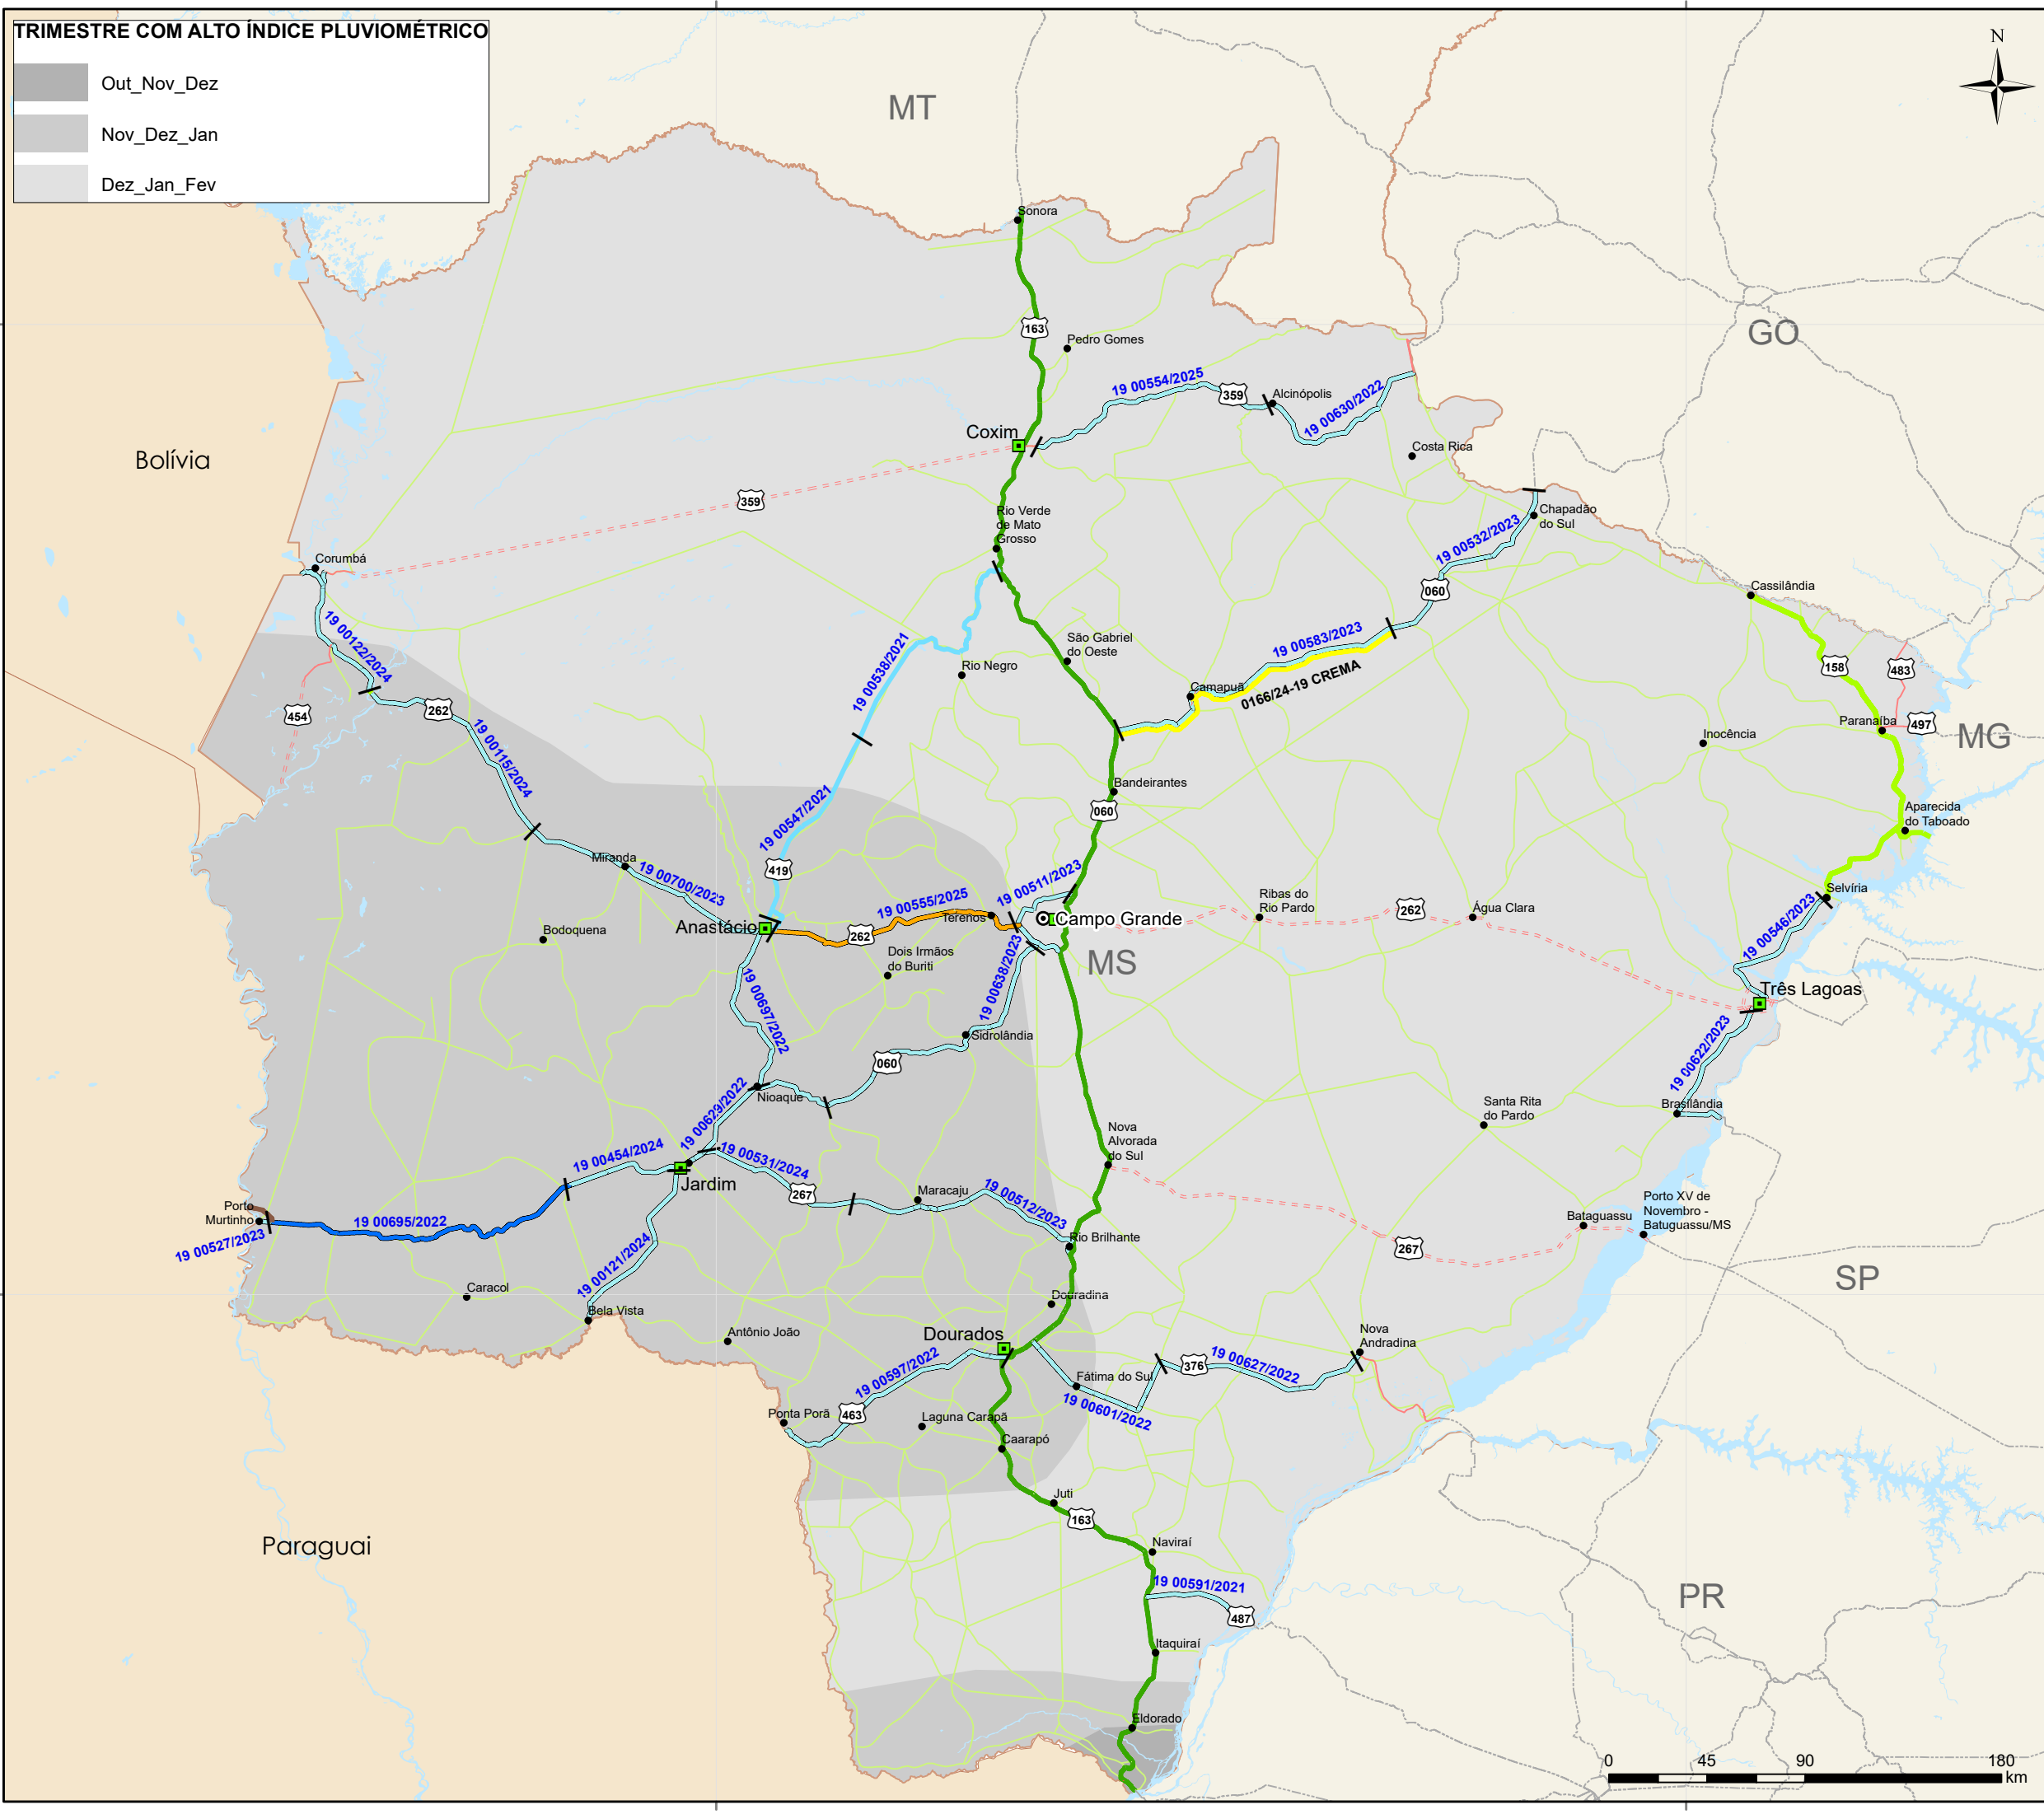 TRIMESTRE COM ALTO ÍNDICE PLUVIOMÉTRICO
Out_Nov_Dez
Nov_Dez_Jan
Dez_Jan_Fev
N
MT
GO
MG
SP
PR
MS
Bolívia
Paraguai
Sonora
163
Pedro Gomes
19 00554/2025
359
Alcinópolis
19 00630/2022
Coxim
Costa Rica
359
Rio Verde
de Mato
Grosso
Chapadão
do Sul
19 00532/2023
060
Corumbá
Cassilândia
19 00122/2024
São Gabriel
do Oeste
19 00583/2023
0166/24-19 CREMA
Camapuã
158
483
497
Paranaíba
19 00538/2021
Rio Negro
454
262
19 00115/2024
Inocência
Bandeirantes
060
Aparecida
do Taboado
19 00547/2021
419
Miranda
19 00700/2023
19 00555/2025
19 00511/2023
Selvíria
Ribas do
Rio Pardo
262
Água Clara
19 00546/2023
Anastácio
Terenos
262
Campo Grande
Bodoquena
Dois Irmãos
do Buriti
19 00638/2023
19 00697/2022
Três Lagoas
Sidrolândia
060
19 00622/2023
Nioaque
Brasilândia
Santa Rita
do Pardo
19 00629/2022
19 00454/2024
19 00531/2024
Jardim
267
Nova
Alvorada
do Sul
Maracaju
19 00512/2023
Porto
Murtinho
19 00695/2022
19 00527/2023
Rio Brilhante
Bataguassu
Porto XV de
Novembro -
Batuguassu/MS
267
19 00121/2024
Caracol
Bela Vista
Douradina
Antônio João
Dourados
Nova
Andradina
19 00597/2022
376
19 00627/2022
Fátima do Sul
19 00601/2022
Ponta Porã
463
Laguna Carapã
Caarapó
Juti
163
Naviraí
19 00591/2021
487
Itaquiraí
Eldorado
0
45
90
180
km